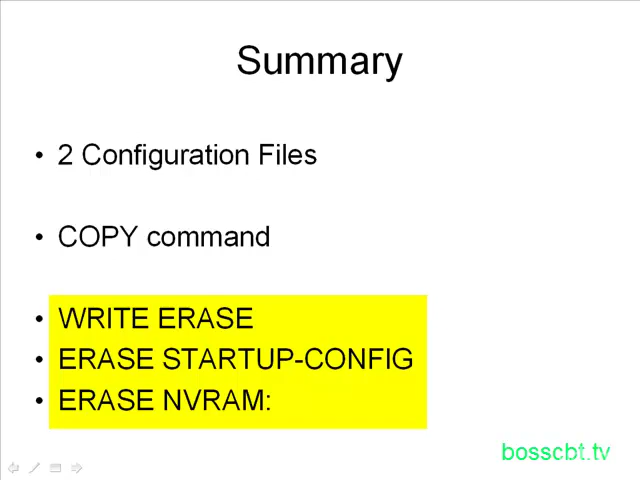 Summary
• 2 Configuration Files
• COPY command
• WRITE ERASE
• ERASE STARTUP-CONFIG
• ERASE NVRAM:
bosscbt.tv